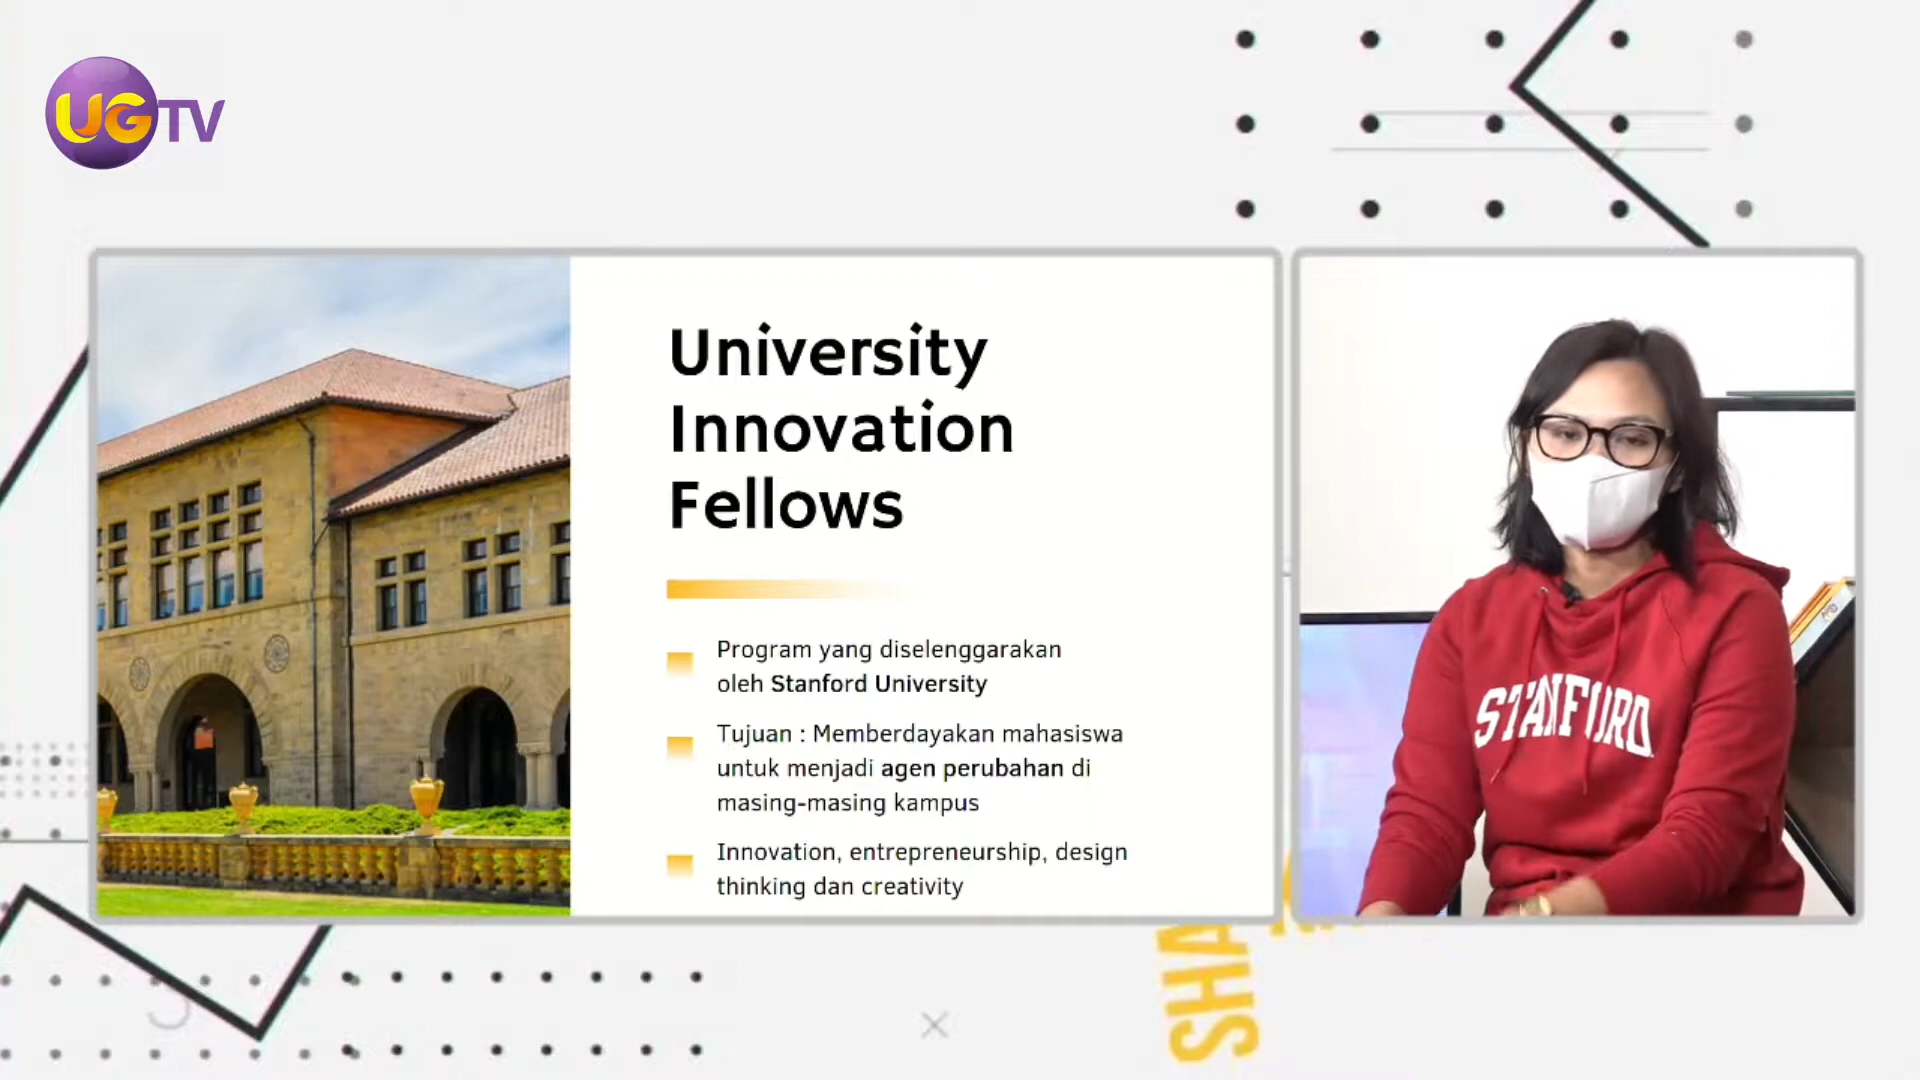 UGTV
University
Innovation
Fellows
Program yang diselenggarakan
oleh Stanford University
Tujuan : Memberdayakan mahasiswa
untuk menjadi agen perubahan di
masing-masing kampus
Innovation, entrepreneurship, design
thinking dan creativity
STANFORD
SHA